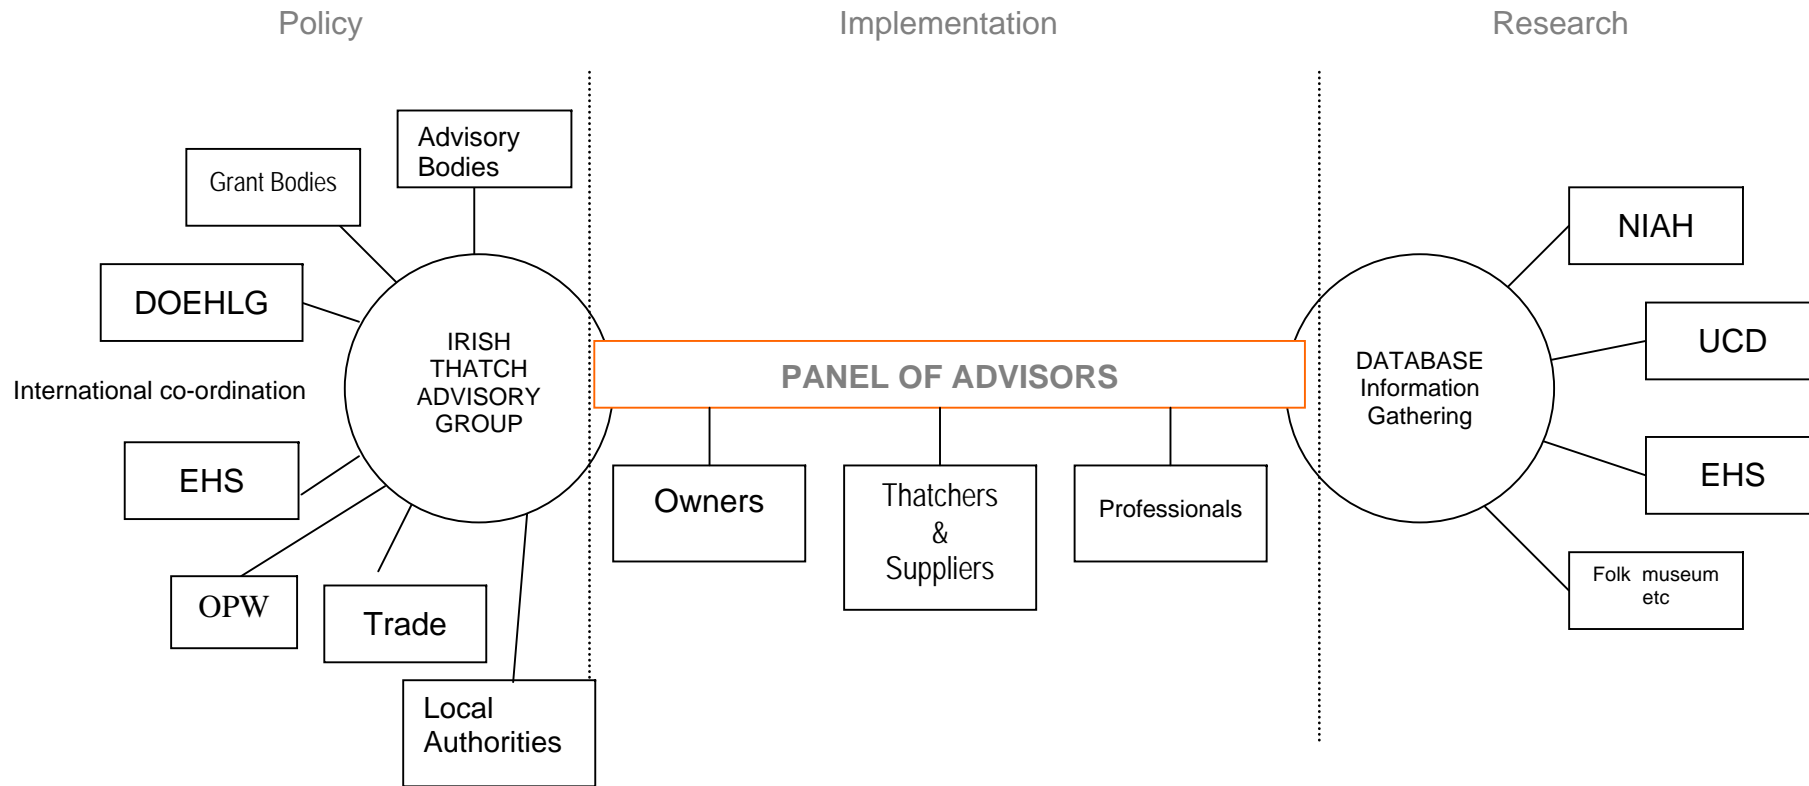 Policy
Implementation
Research
Advisory
Bodies
Grant Bodies
DOEHLG
International co-ordination
EHS
OPW
Trade
Local
Authorities
IRISH
THATCH
ADVISORY
GROUP
PANEL OF ADVISORS
Owners
Thatchers
&
Suppliers
Professionals
DATABASE
Information
Gathering
NIAH
UCD
EHS
Folk museum
etc